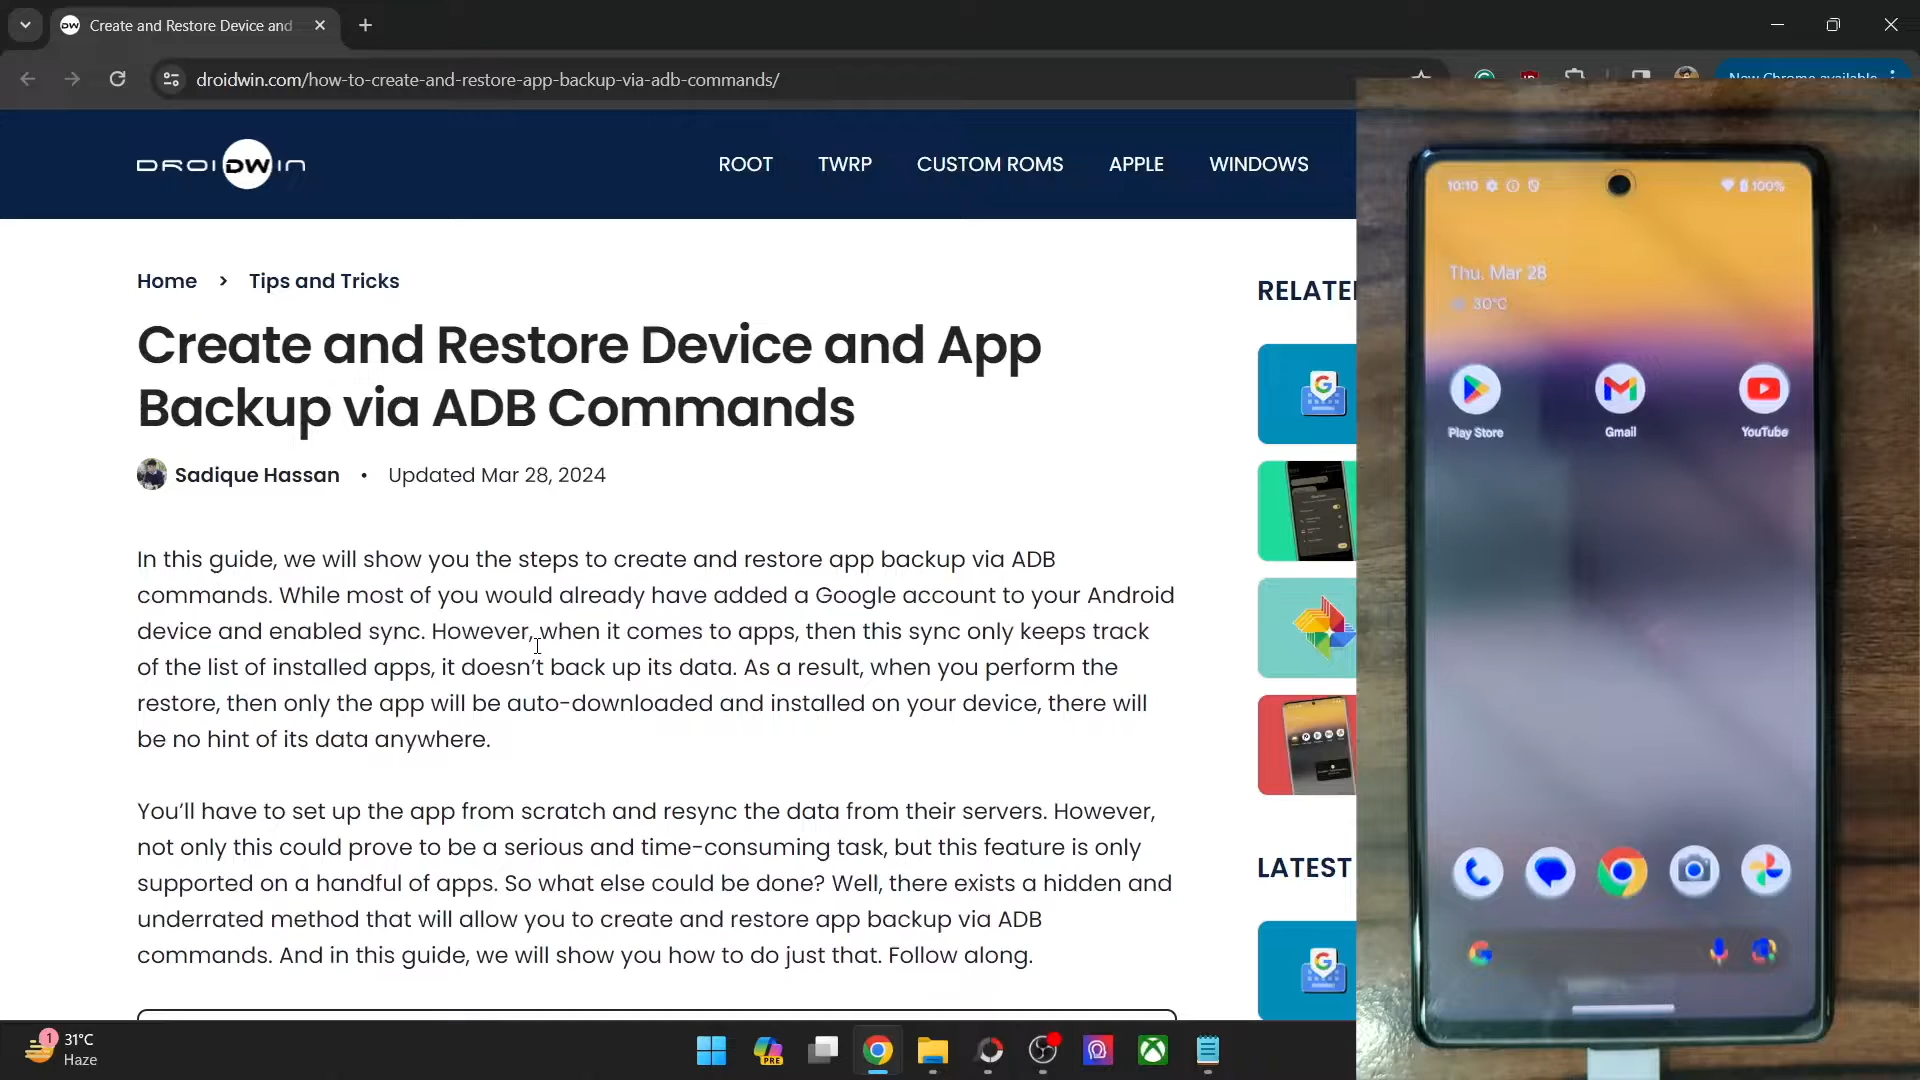 DW Create and Restore Device and
droidwin.com/how-to-create-and-restore-app-backup-via-adb-commands/
New Chrome available
DROIDWIN
ROOT
TWRP
CUSTOM ROMS
APPLE
WINDOWS
Home > Tips and Tricks
Create and Restore Device and App
Backup via ADB Commands
Sadique Hassan • Updated Mar 28, 2024
In this guide, we will show you the steps to create and restore app backup via ADB
commands. While most of you would already have added a Google account to your Android
device and enabled sync. However, when it comes to apps, then this sync only keeps track
of the list of installed apps, it doesn’t back up its data. As a result, when you perform the
restore, then only the app will be auto-downloaded and installed on your device, there will
be no hint of its data anywhere.
You’ll have to set up the app from scratch and resync the data from their servers. However,
not only this could prove to be a serious and time-consuming task, but this feature is only
supported on a handful of apps. So what else could be done? Well, there exists a hidden and
underrated method that will allow you to create and restore app backup via ADB
commands. And in this guide, we will show you how to do just that. Follow along.
RELATE
LATEST
10:10
100%
Thu, Mar 28
30°C
Play Store
Gmail
YouTube
1
31°C
Haze
PRE